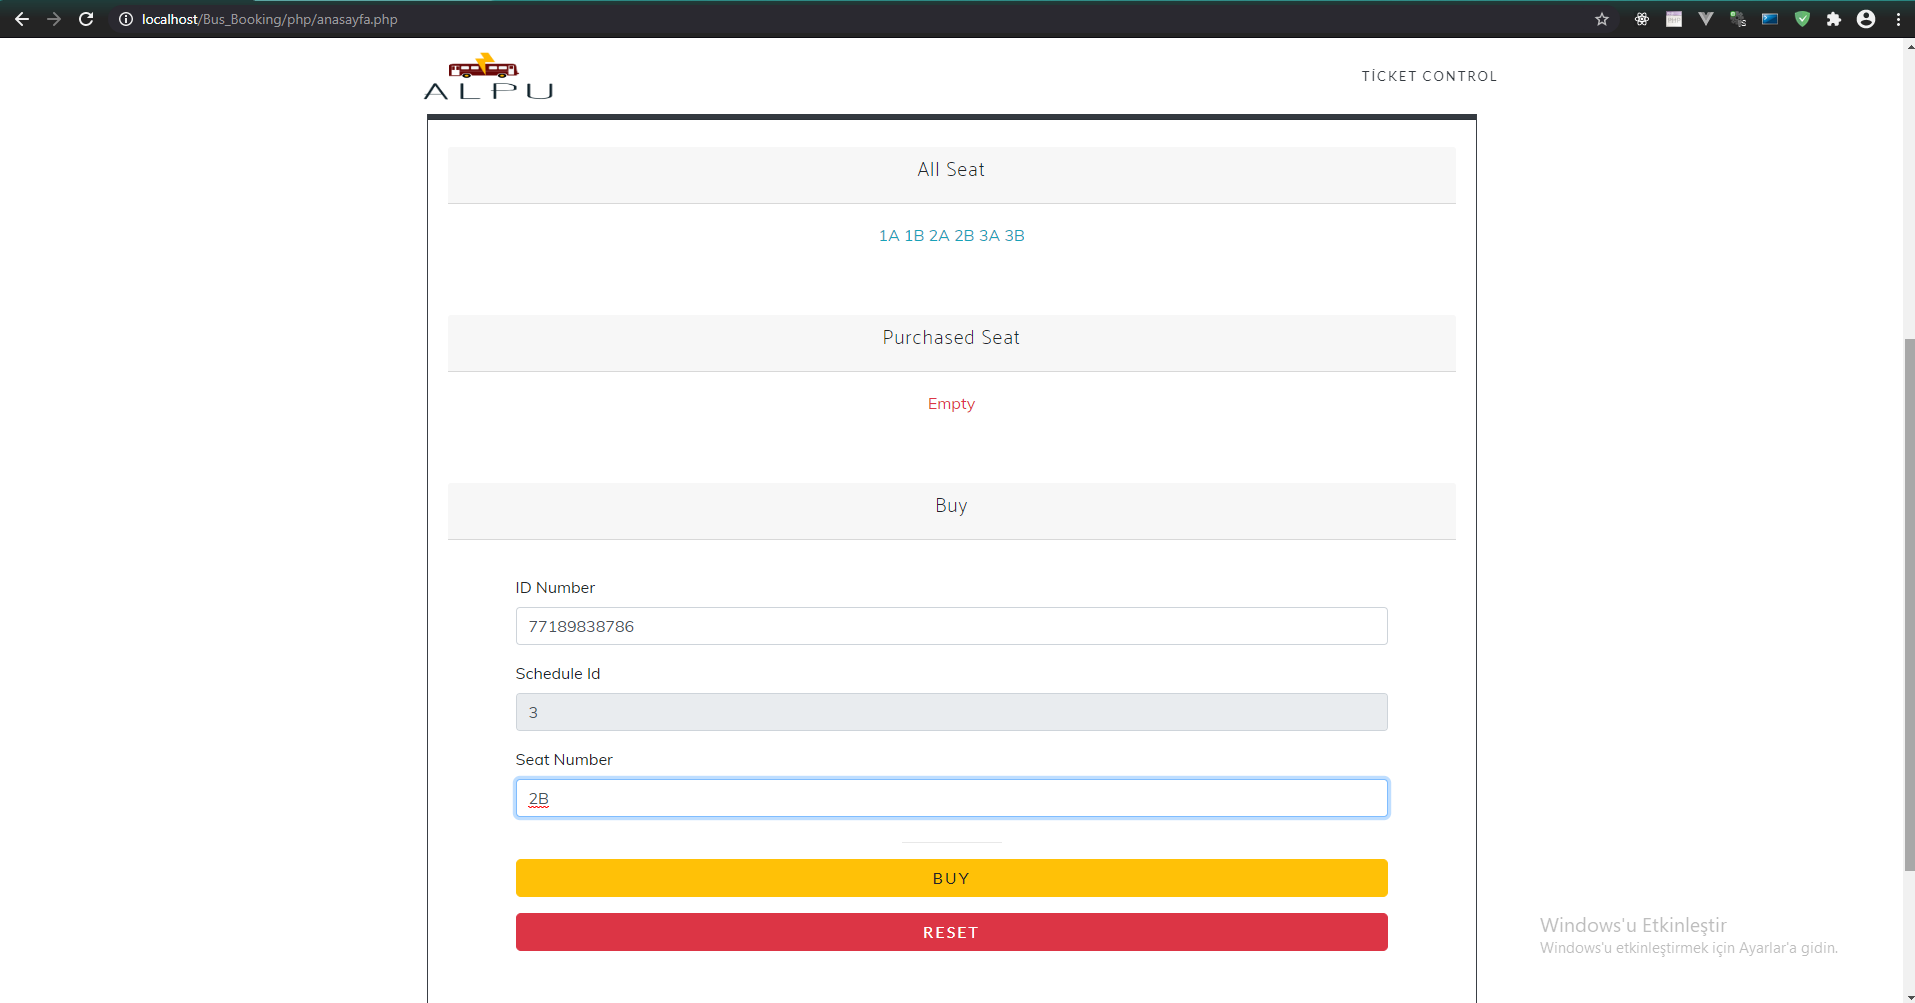 localhost/Bus_Booking/php/anasayfa.php
ALPU
TİCKET CONTROL
All Seat
1A 1B 2A 2B 3A 3B
Purchased Seat
Empty
Buy
ID Number
77189838786
Schedule Id
3
Seat Number
2B
BUY
RESET
Windows'u Etkinleştir
Windows'u etkinleştirmek için Ayarlar'a gidin.